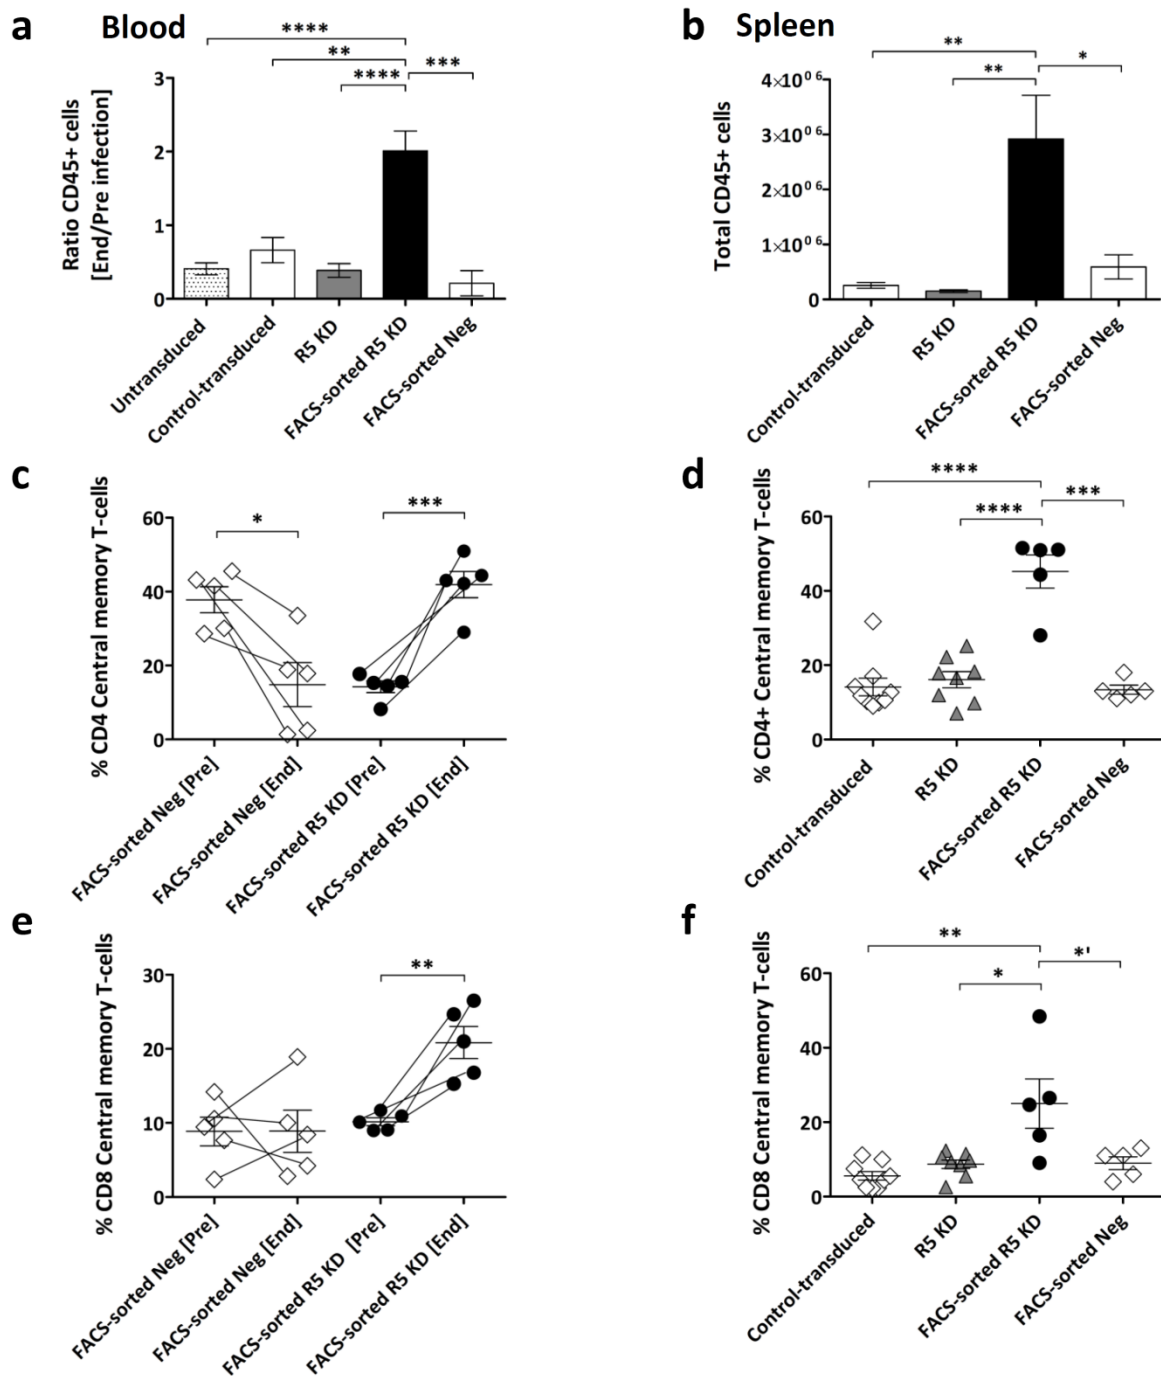 a Blood
**** ** **** ***
Ratio CD45+ cells
[End/Pre infection]
3
2
1
0
Untransduced
Control-transduced
R5 KD
FACS-sorted R5 KD
FACS-sorted Neg
b Spleen
** ** *
Total CD45+ cells
4×10⁰⁶
3×10⁰⁶
2×10⁰⁶
1×10⁰⁶
0
Control-transduced
R5 KD
FACS-sorted R5 KD
FACS-sorted Neg
c
* ***
% CD4 Central memory T-cells
60
40
20
0
FACS-sorted Neg [Pre]
FACS-sorted Neg [End]
FACS-sorted R5 KD [Pre]
FACS-sorted R5 KD [End]
d
**** **** ***
% CD4+ Central memory T-cells
60
40
20
0
Control-transduced
R5 KD
FACS-sorted R5 KD
FACS-sorted Neg
e
**
% CD8 Central memory T-cells
30
20
10
0
FACS-sorted Neg [Pre]
FACS-sorted Neg [End]
FACS-sorted R5 KD [Pre]
FACS-sorted R5 KD [End]
f
** * *'
% CD8 Central memory T-cells
60
40
20
0
Control-transduced
R5 KD
FACS-sorted R5 KD
FACS-sorted Neg